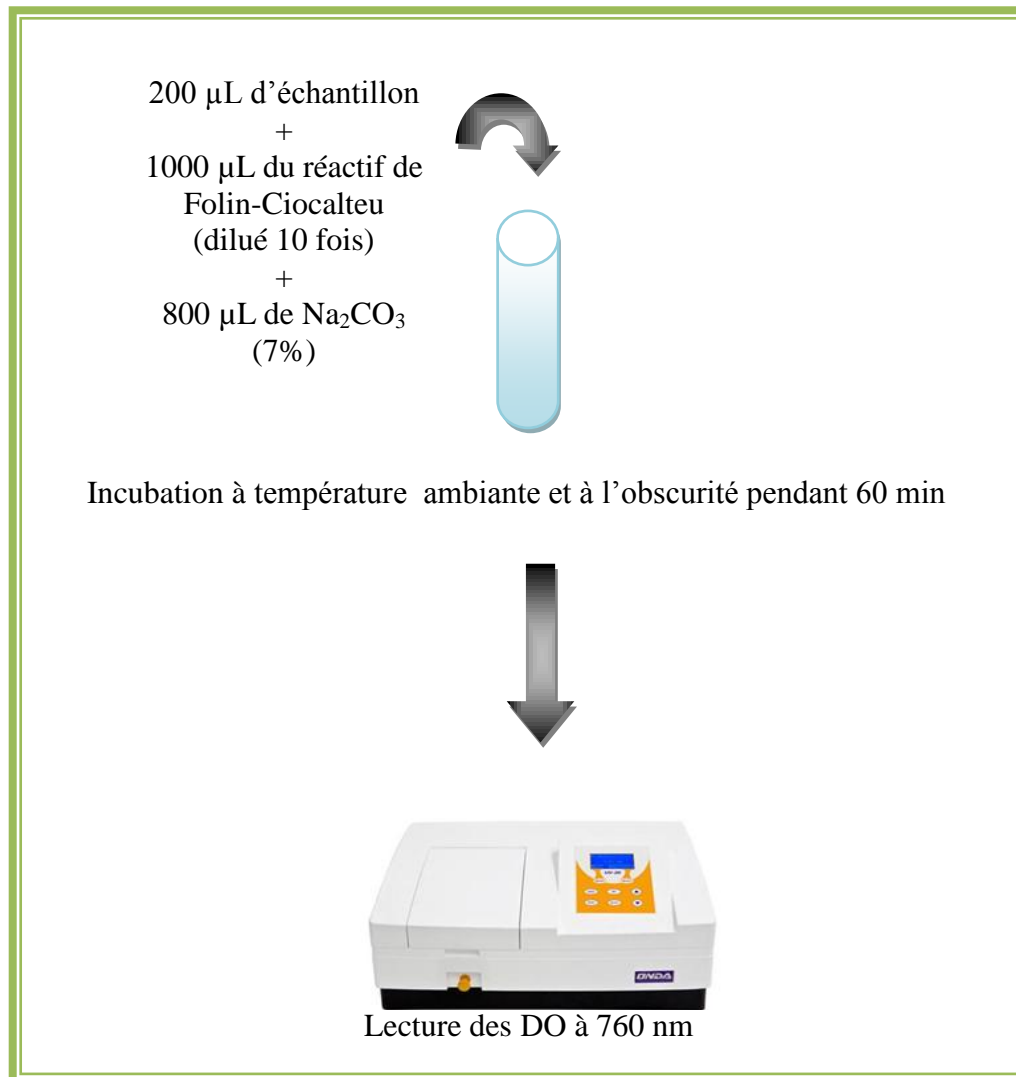 200 µL d’échantillon
+
1000 µL du réactif de
Folin-Ciocalteu
(dilué 10 fois)
+
800 µL de Na₂CO₃
(7%)
Incubation à température ambiante et à l’obscurité pendant 60 min
ONDA
Lecture des DO à 760 nm